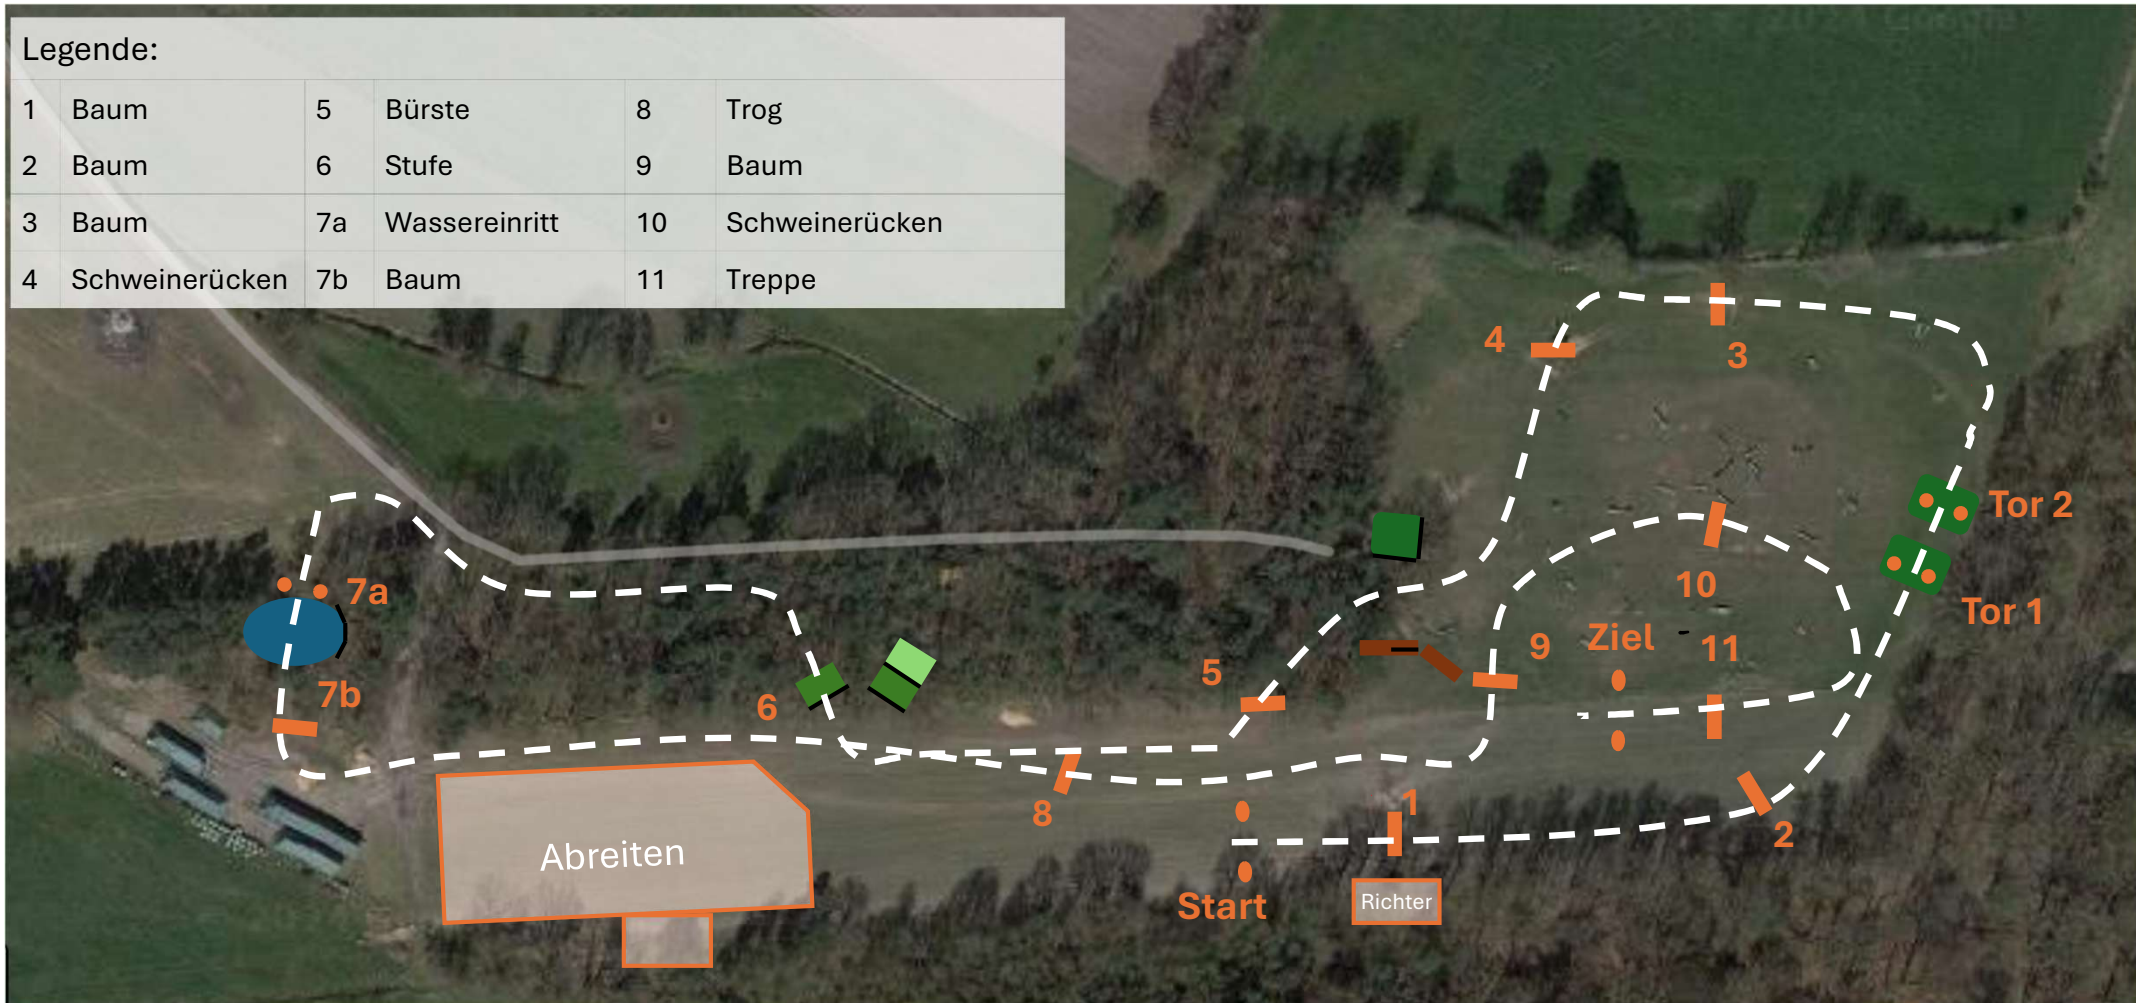 Legende:
1 Baum 5 Bürste 8 Trog
2 Baum 6 Stufe 9 Baum
3 Baum 7a Wassereinritt 10 Schweinerücken
4 Schweinerücken 7b Baum 11 Treppe
4
3
Tor 2
7a
10
Tor 1
9
Ziel
11
5
7b
6
1
8
2
Abreiten
Start
Richter